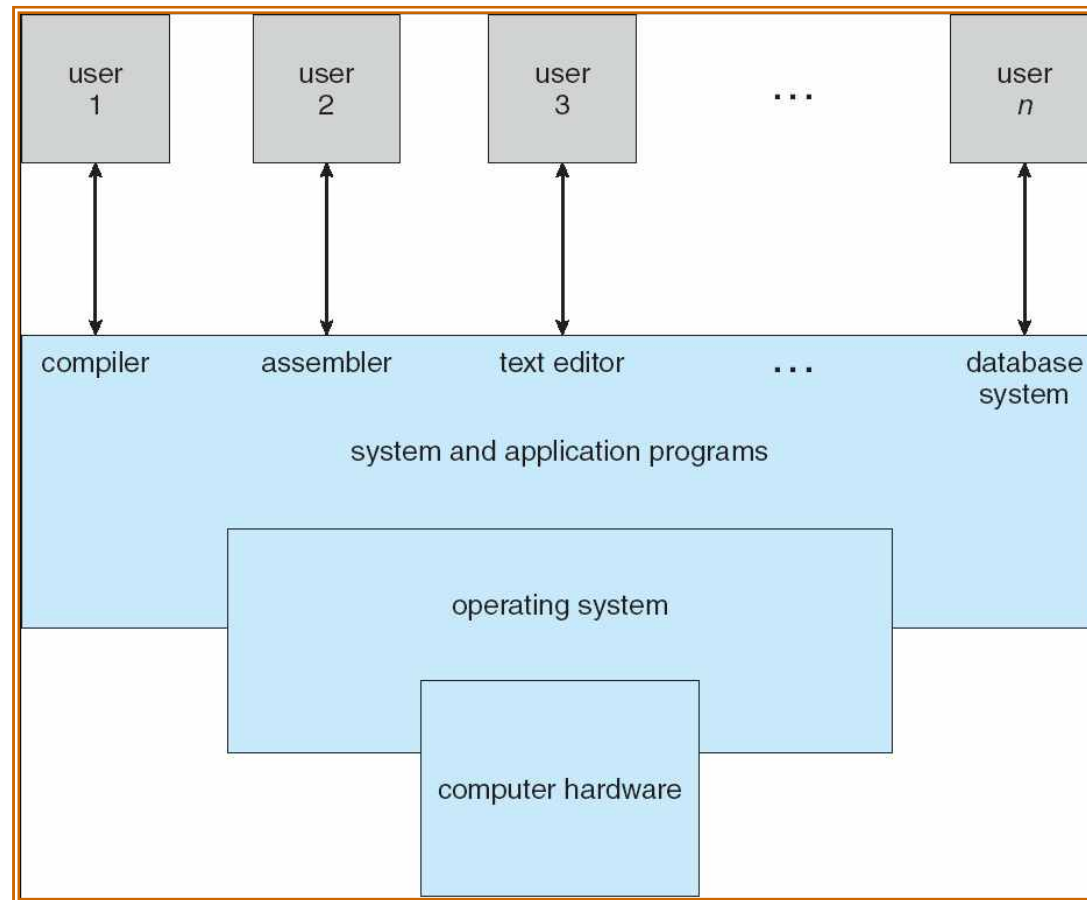 user
1
user
2
user
3
...
user
n
compiler
assembler
text editor
...
database
system
system and application programs
operating system
computer hardware